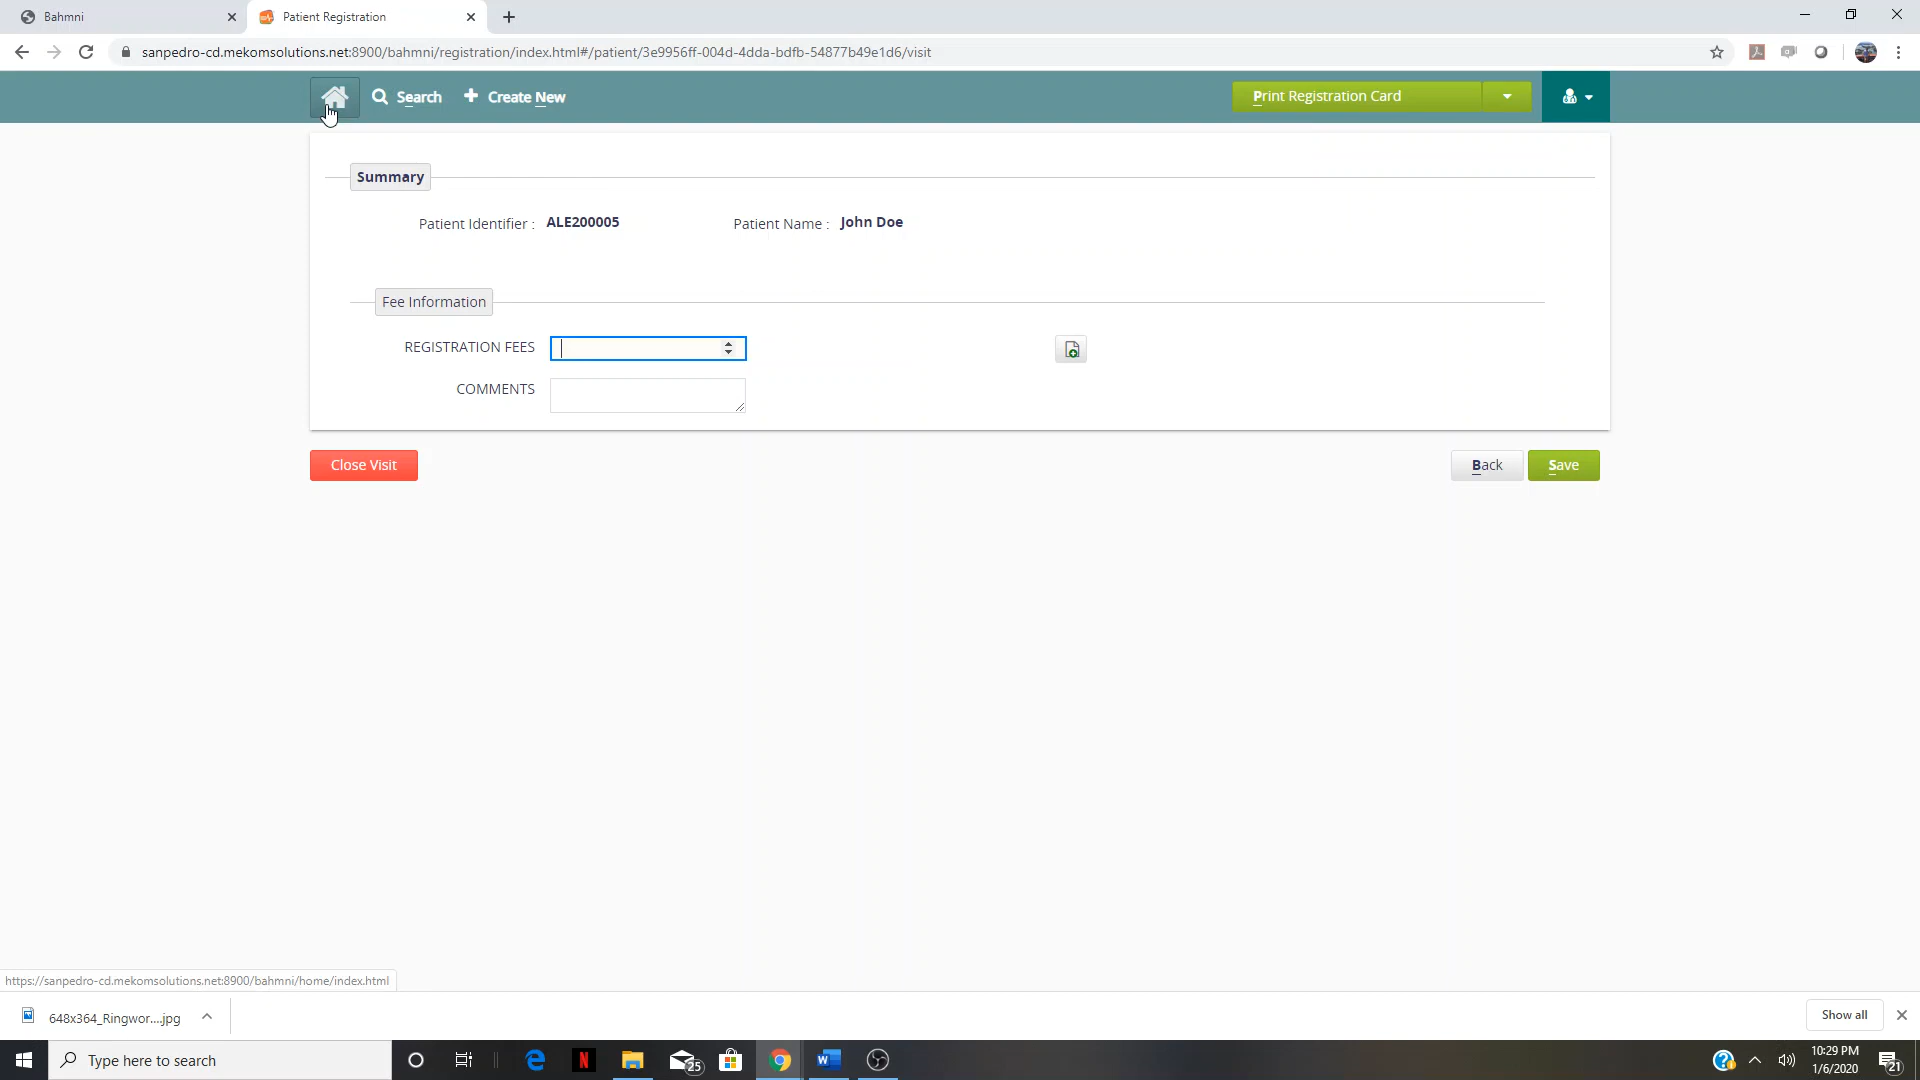 Bahmni
Patient Registration
sanpedro-cd.mekomsolutions.net:8900/bahmni/registration/index.html#/patient/3e9956ff-004d-4dda-bdfb-54877b49e1d6/visit
Search
Create New
Print Registration Card
Summary
Patient Identifier : ALE200005
Patient Name : John Doe
Fee Information
REGISTRATION FEES
COMMENTS
Close Visit
Back
Save
https://sanpedro-cd.mekomsolutions.net:8900/bahmni/home/index.html
648x364_Ringwor....jpg
Show all
Type here to search
25
10:29 PM
1/6/2020
21